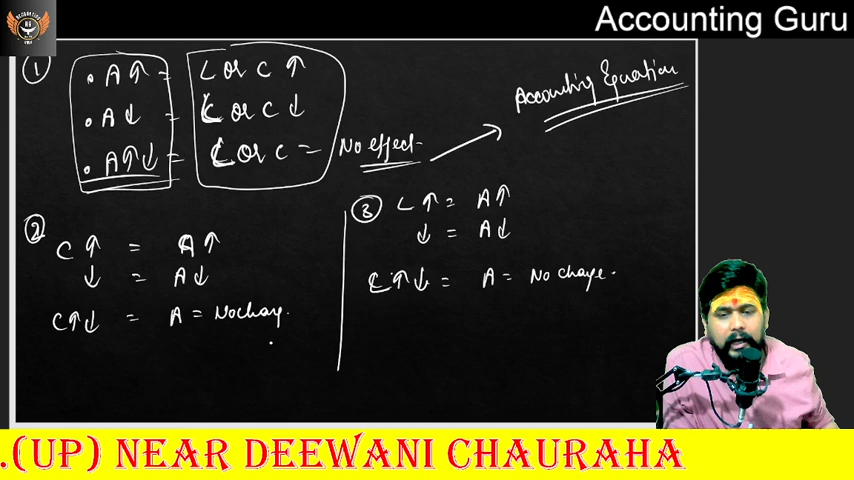 Accounting Guru
① • A↑ = L or C ↑
• A↓ = L or C ↓
• A↑↓ = L or C = No effect
Accounting Equation
② C ↑ = A↑
↓ = A↓
C↑↓ = A = No chang.
③ L ↑ = A↑
↓ = A↓
L↑↓ = A = No change.
.(UP) NEAR DEEWANI CHAURAHA